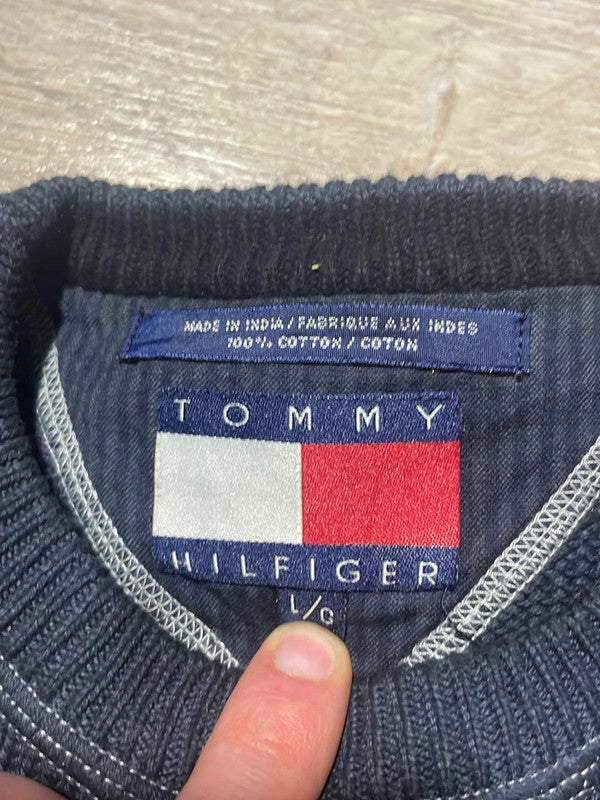 MADE IN INDIA / FABRIQUE AUX INDES
100% COTTON / COTON
TOMMY
HILFIGER
L/G